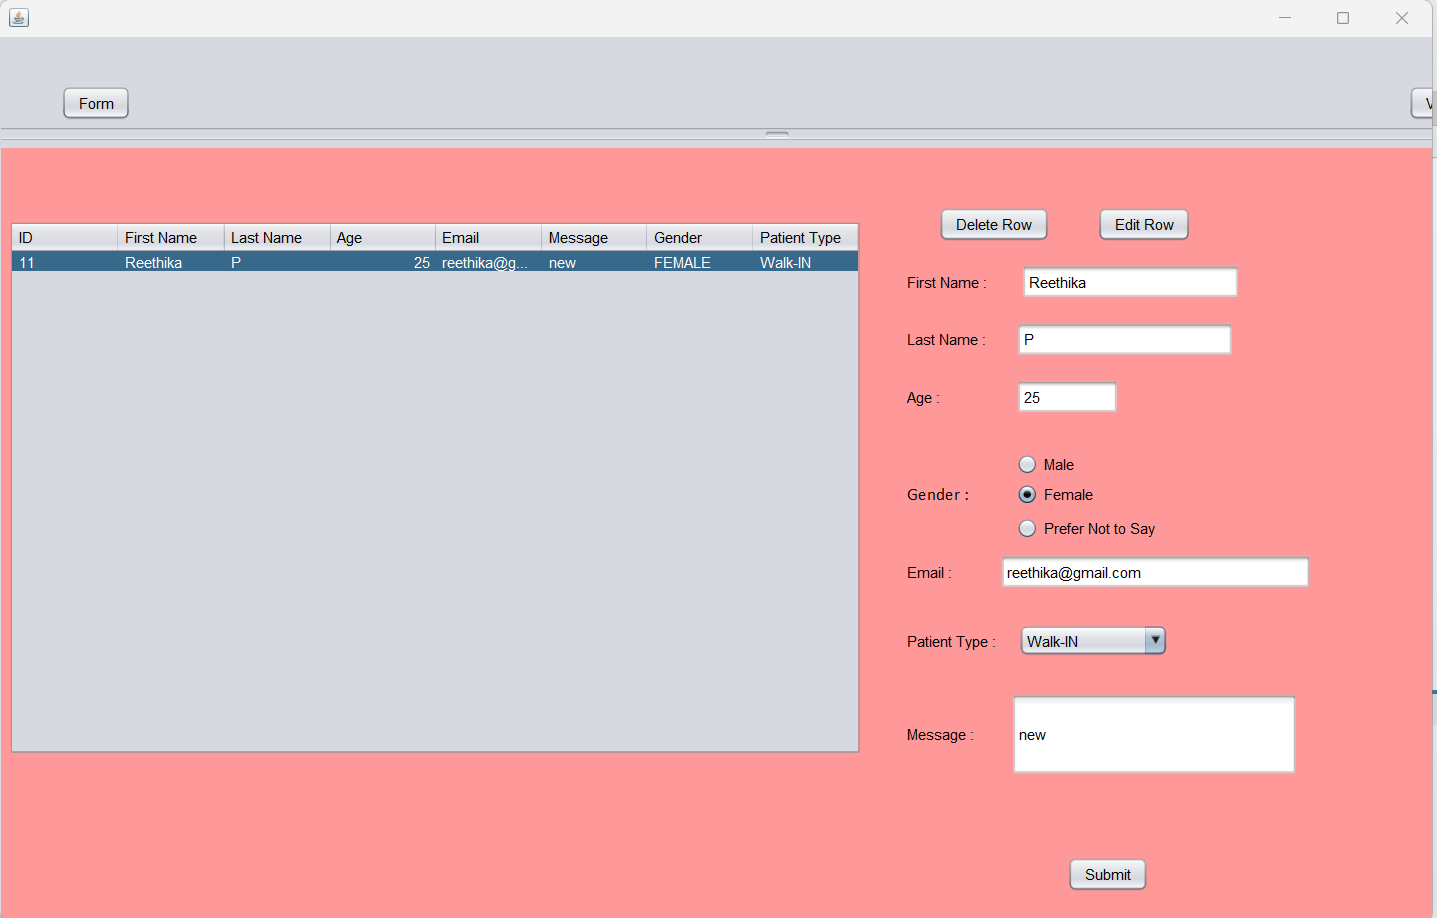 Form
ID First Name Last Name Age Email Message Gender Patient Type
11 Reethika P 25 reethika@g... new FEMALE Walk-IN
Delete Row Edit Row
First Name : Reethika
Last Name : P
Age : 25
Male
Gender : Female
Prefer Not to Say
Email : reethika@gmail.com
Patient Type : Walk-IN
Message : new
Submit